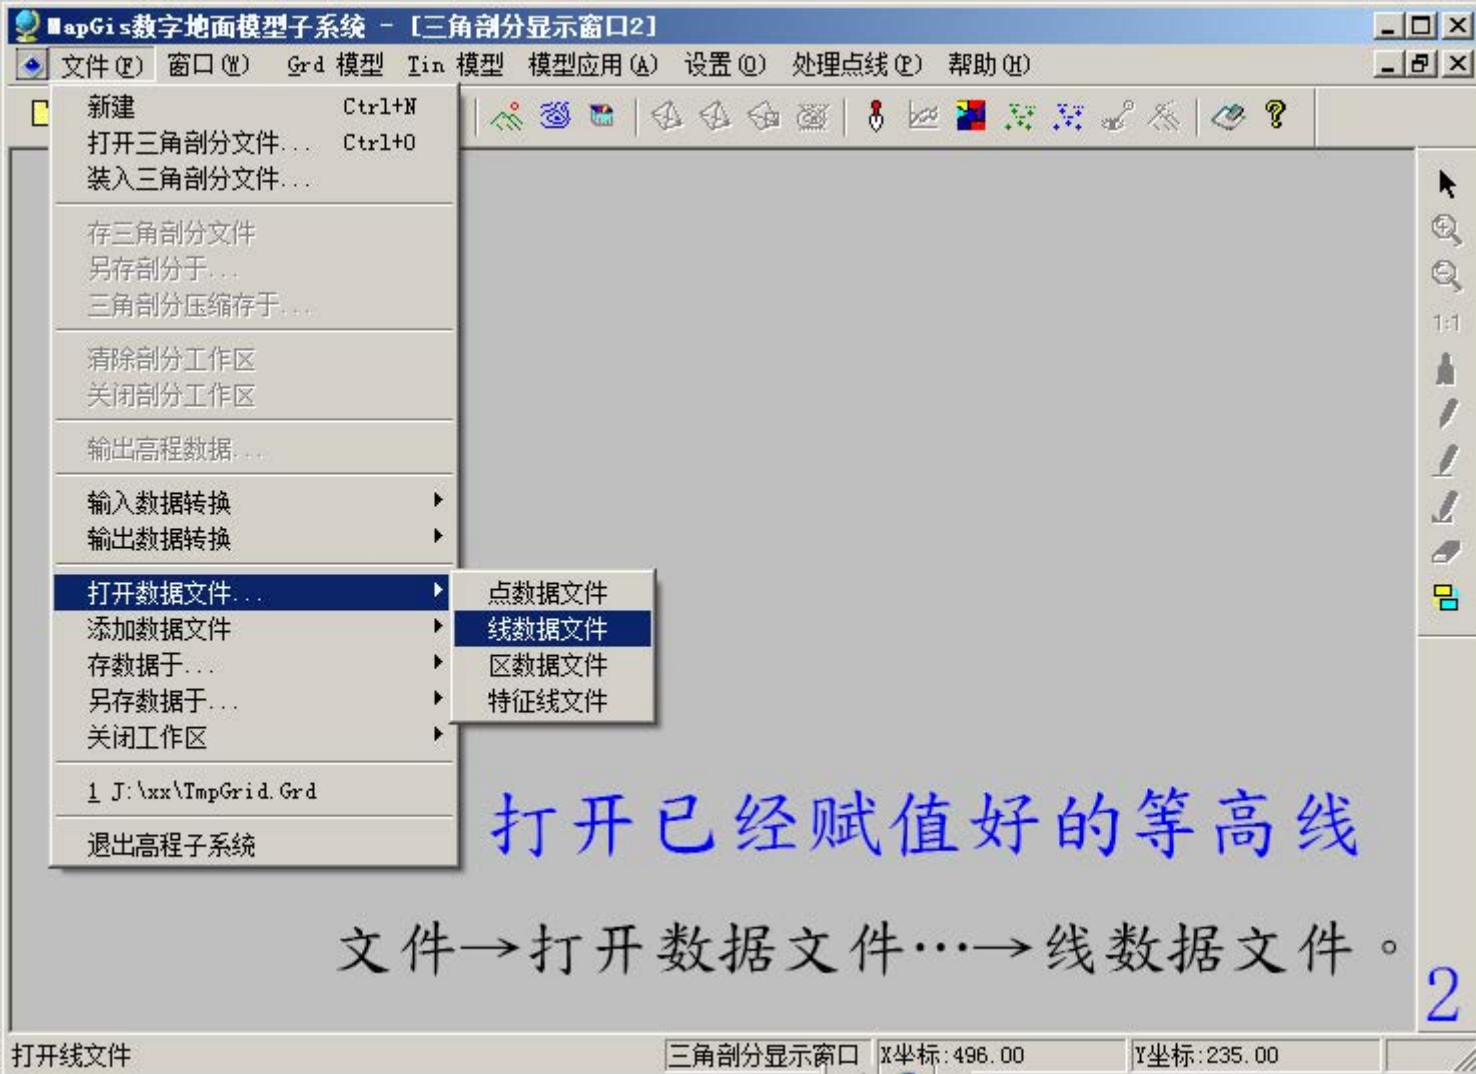 MapGis数字地面模型子系统 - [三角剖分显示窗口2]
文件(F) 窗口(W) Grd 模型 Tin 模型 模型应用(A) 设置(Q) 处理点线(P) 帮助(H)
新建 Ctrl+N
打开三角剖分文件... Ctrl+O
装入三角剖分文件...
存三角剖分文件
另存剖分于...
三角剖分压缩存于...
清除剖分工作区
关闭剖分工作区
输出高程数据...
输入数据转换
输出数据转换
打开数据文件...
添加数据文件
存数据于...
另存数据于...
关闭工作区
1 J:\xx\TmpGrid.Grd
退出高程子系统
点数据文件
线数据文件
区数据文件
特征线文件
1:1
打开已经赋值好的等高线
文件→打开数据文件…→线数据文件。
2
打开线文件 三角剖分显示窗口 X坐标:496.00 Y坐标:235.00